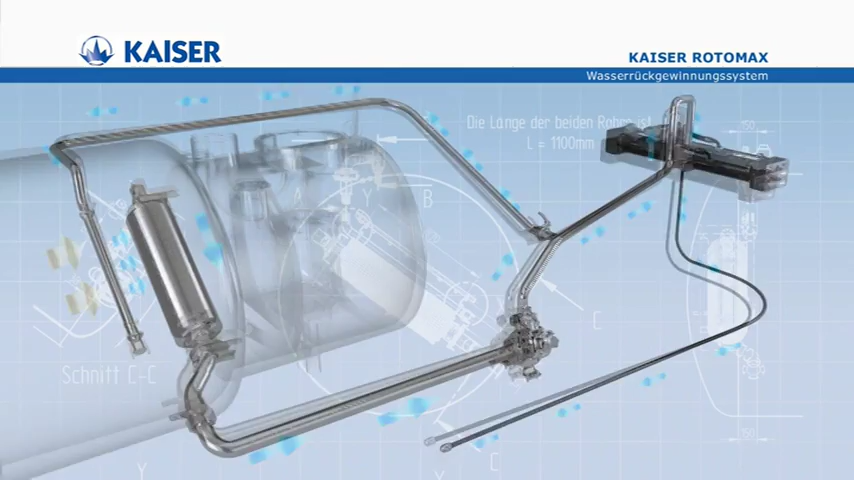 KAISER
KAISER ROTOMAX
Wasserrückgewinnungssystem
Die Länge der beiden Rohre ist
L = 1100mm
150
Y
B
X
C
Schnitt C-C
150
Y
C
Y